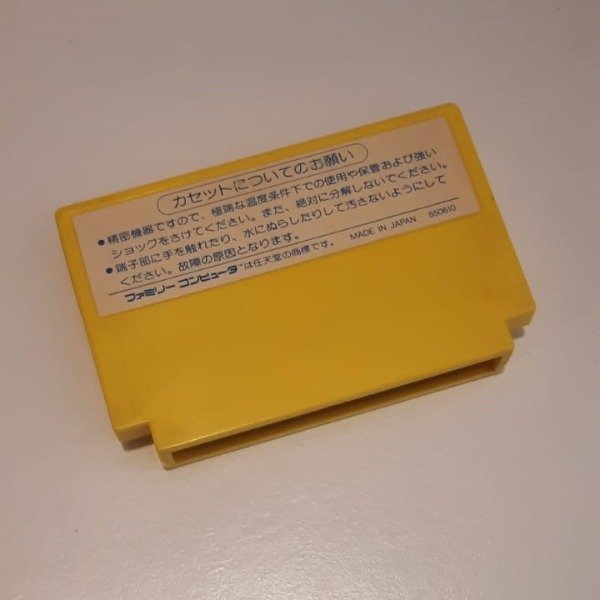 カセットについてのお願い
●精密機器ですので、極端な温度条件下での使用や保管および強い
ショックをさけてください。また、絶対に分解しないでください。
●端子部に手を触れたり、水にぬらしたりして汚さないようにして
ください。故障の原因となります。
ファミリー コンピュータ™は任天堂の商標です。 MADE IN JAPAN 850610